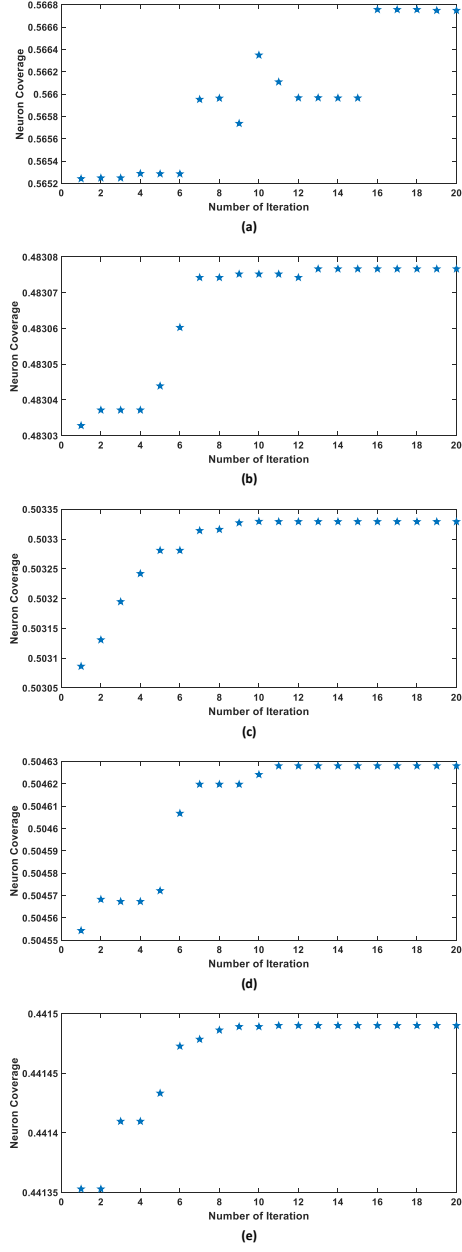 0.5668
0.5666
0.5664
0.5662
0.566
0.5658
0.5656
0.5654
0.5652
Neuron Coverage
0 2 4 6 8 10 12 14 16 18 20
Number of Iteration
(a)
0.48308
0.48307
0.48306
0.48305
0.48304
0.48303
Neuron Coverage
0 2 4 6 8 10 12 14 16 18 20
Number of Iteration
(b)
0.50335
0.5033
0.50325
0.5032
0.50315
0.5031
0.50305
Neuron Coverage
0 2 4 6 8 10 12 14 16 18 20
Number of Iteration
(c)
0.50463
0.50462
0.50461
0.5046
0.50459
0.50458
0.50457
0.50456
0.50455
Neuron Coverage
0 2 4 6 8 10 12 14 16 18 20
Number of Iteration
(d)
0.4415
0.44145
0.4414
0.44135
Neuron Coverage
0 2 4 6 8 10 12 14 16 18 20
Number of Iteration
(e)